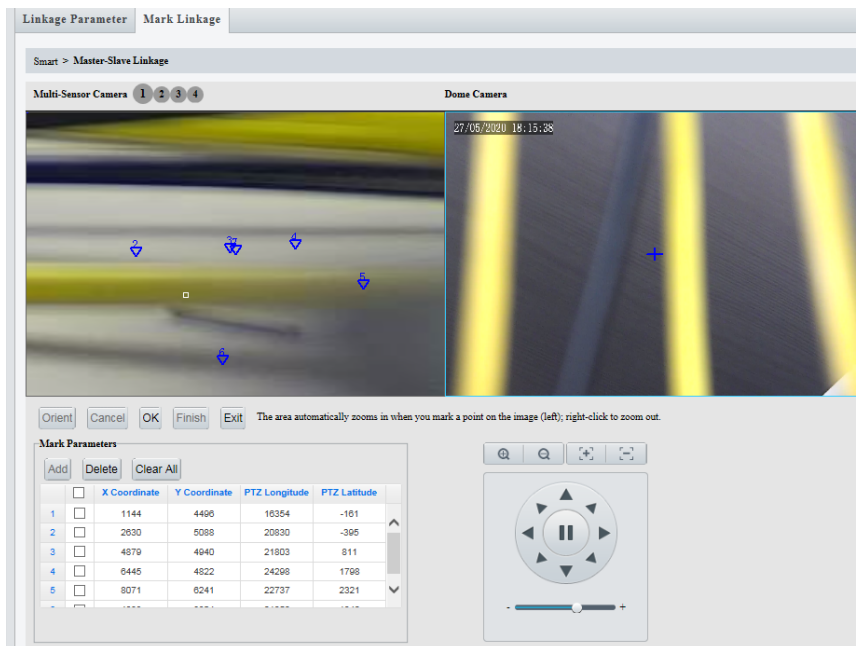 Linkage Parameter Mark Linkage
Smart > Master-Slave Linkage
Multi-Sensor Camera 1 2 3 4 Dome Camera
27/05/2020 18:15:38
2 3 7 4
5
6
Orient Cancel OK Finish Exit The area automatically zooms in when you mark a point on the image (left); right-click to zoom out.
Mark Parameters
Add Delete Clear All
X Coordinate Y Coordinate PTZ Longitude PTZ Latitude
1 1144 4496 16354 -161
2 2630 5088 20830 -395
3 4879 4940 21803 811
4 6445 4822 24298 1798
5 8071 6241 22737 2321
- +